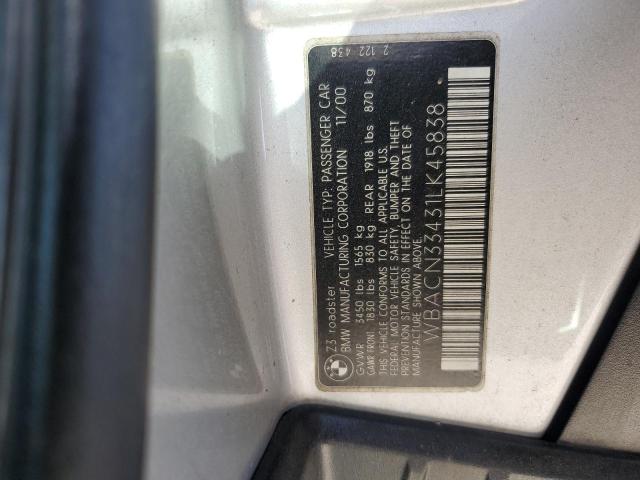 BMW
Z3 roadster VEHICLE TYP: PASSENGER CAR
BMW MANUFACTURING CORPORATION 11/00
GVWR 3450 lbs 1565 kg
GAWR FRONT 1830 lbs 830 kg REAR 1918 lbs 870 kg
THIS VEHICLE CONFORMS TO ALL APPLICABLE U.S.
FEDERAL MOTOR VEHICLE SAFETY, BUMPER AND THEFT
PREVENTION STANDARDS IN EFFECT ON THE DATE OF
MANUFACTURE SHOWN ABOVE.
WBACN33431LK45838
2 122 438